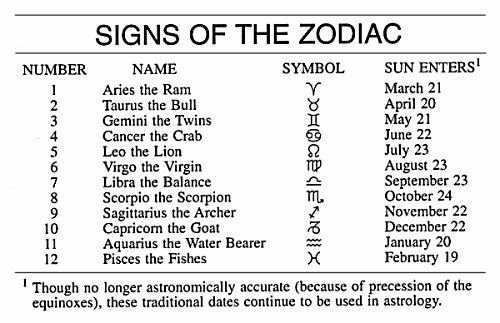 SIGNS OF THE ZODIAC
NUMBER NAME SYMBOL SUN ENTERS¹
1 Aries the Ram ♈ March 21
2 Taurus the Bull ♉ April 20
3 Gemini the Twins ♊ May 21
4 Cancer the Crab ♋ June 22
5 Leo the Lion ♌ July 23
6 Virgo the Virgin ♍ August 23
7 Libra the Balance ♎ September 23
8 Scorpio the Scorpion ♏ October 24
9 Sagittarius the Archer ♐ November 22
10 Capricorn the Goat ♑ December 22
11 Aquarius the Water Bearer ♒ January 20
12 Pisces the Fishes ♓ February 19
¹ Though no longer astronomically accurate (because of precession of the
equinoxes), these traditional dates continue to be used in astrology.